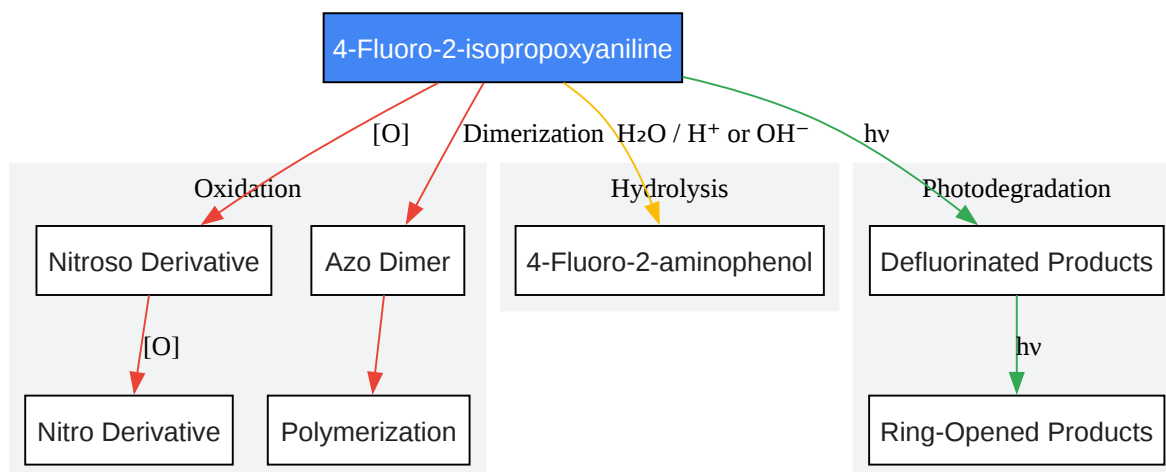 4-Fluoro-2-isopropoxyaniline
[O]
Dimerization
H₂O / H⁺ or OH⁻
hν
Oxidation
Hydrolysis
Photodegradation
Nitroso Derivative
Azo Dimer
4-Fluoro-2-aminophenol
Defluorinated Products
[O]
hν
Nitro Derivative
Polymerization
Ring-Opened Products